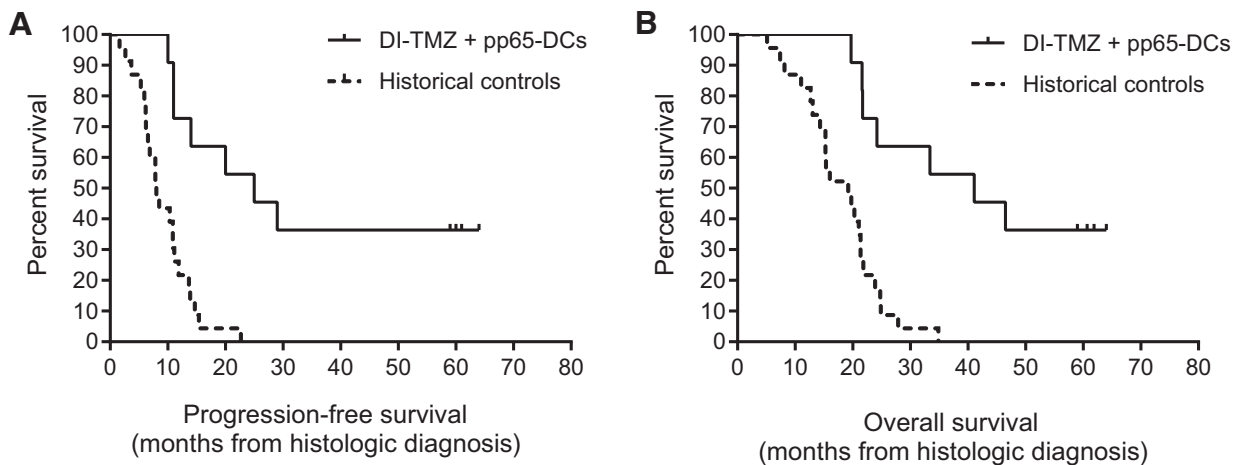 A
Percent survival
100
90
80
70
60
50
40
30
20
10
0
0 10 20 30 40 50 60 70 80
DI-TMZ + pp65-DCs
Historical controls
Progression-free survival
(months from histologic diagnosis)
B
Percent survival
100
90
80
70
60
50
40
30
20
10
0
0 10 20 30 40 50 60 70 80
DI-TMZ + pp65-DCs
Historical controls
Overall survival
(months from histologic diagnosis)